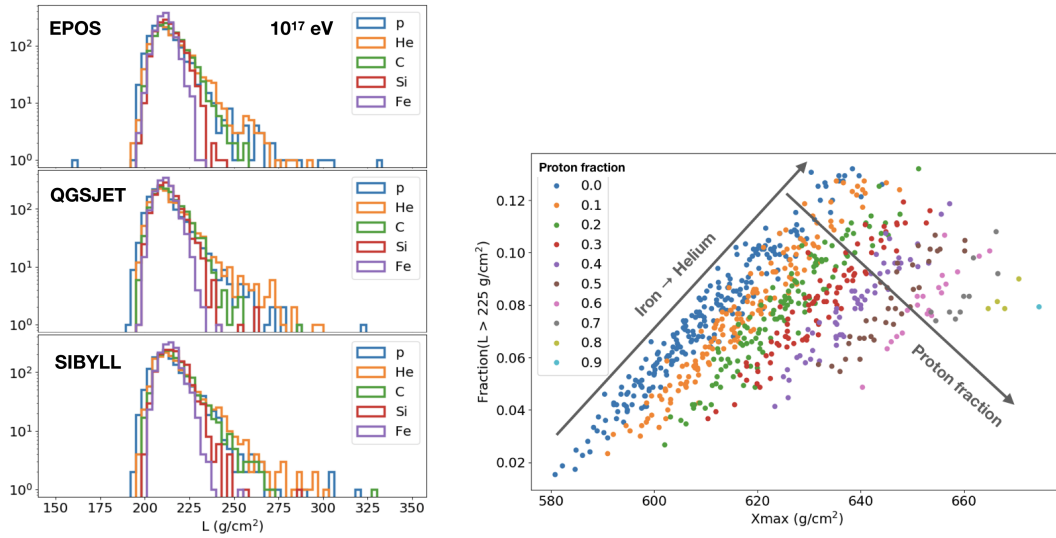 EPOS
10¹⁷ eV
p
He
C
Si
Fe
10²
10¹
10⁰
QGSJET
p
He
C
Si
Fe
10²
10¹
10⁰
SIBYLL
p
He
C
Si
Fe
10²
10¹
10⁰
150 175 200 225 250 275 300 325 350
L (g/cm²)
Proton fraction
0.0
0.1
0.2
0.3
0.4
0.5
0.6
0.7
0.8
0.9
Iron → Helium
Proton fraction
Fraction(L > 225 g/cm²)
0.12
0.10
0.08
0.06
0.04
0.02
580 600 620 640 660
Xmax (g/cm²)